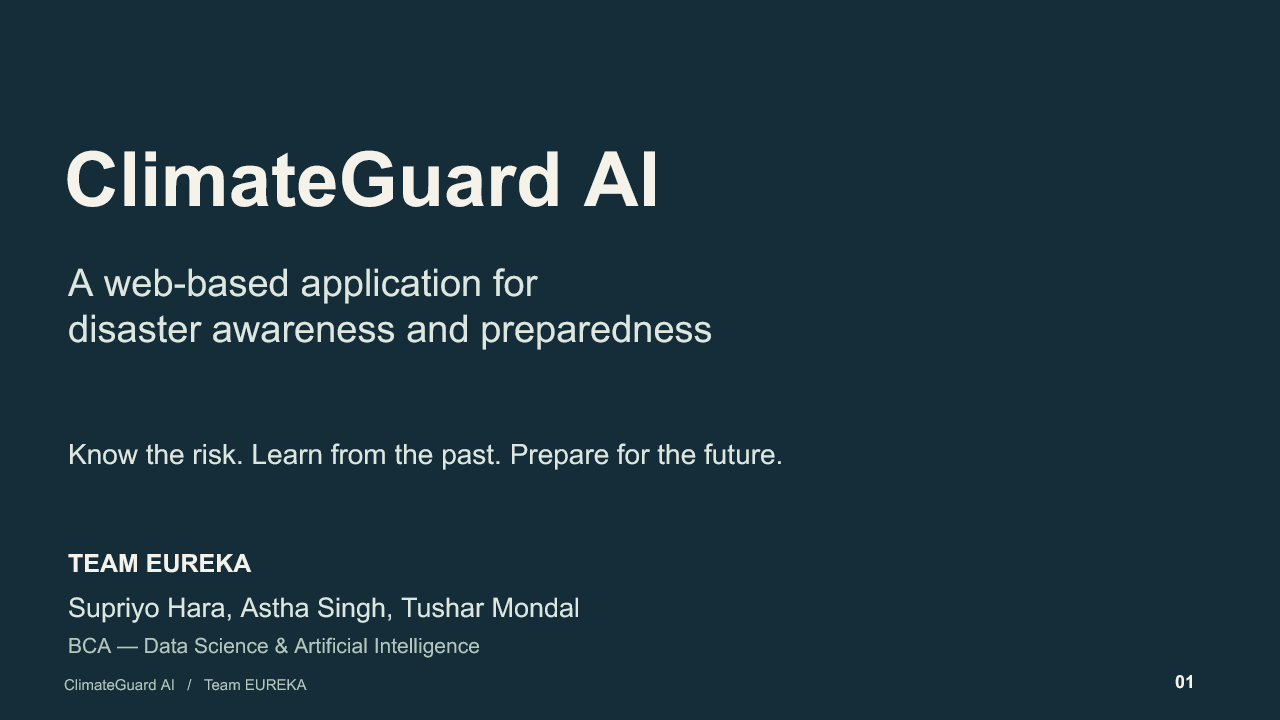 ClimateGuard AI
A web-based application for
disaster awareness and preparedness
Know the risk. Learn from the past. Prepare for the future.
TEAM EUREKA
Supriyo Hara, Astha Singh, Tushar Mondal
BCA — Data Science & Artificial Intelligence
ClimateGuard AI / Team EUREKA
01